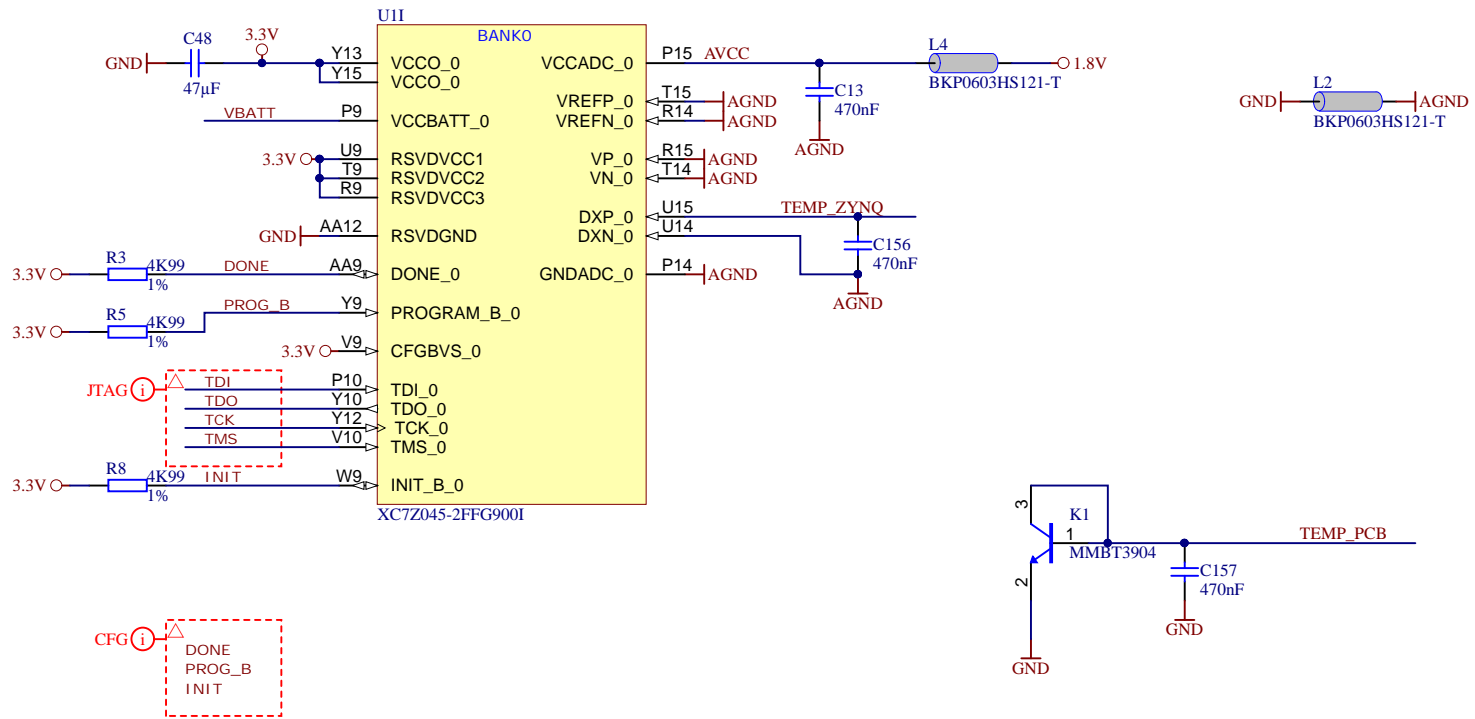 U1I
BANK0
C48
3.3V
GND
47µF
Y13
VCCO_0
Y15
VCCO_0
VBATT
P9
VCCBATT_0
3.3V
U9
RSVDVCC1
T9
RSVDVCC2
R9
RSVDVCC3
GND
AA12
RSVDGND
3.3V
R3
4K99
1%
DONE
AA9
DONE_0
3.3V
R5
4K99
1%
PROG_B
Y9
PROGRAM_B_0
3.3V
V9
CFGBVS_0
JTAG
i
TDI
P10
TDI_0
TDO
Y10
TDO_0
TCK
Y12
TCK_0
TMS
V10
TMS_0
3.3V
R8
4K99
1%
INIT
W9
INIT_B_0
XC7Z045-2FFG900I
VCCADC_0
P15
AVCC
L4
BKP0603HS121-T
1.8V
C13
470nF
AGND
VREFP_0
T15
AGND
VREFN_0
R14
AGND
VP_0
R15
AGND
VN_0
T14
AGND
DXP_0
U15
TEMP_ZYNQ
DXN_0
U14
C156
470nF
AGND
GNDADC_0
P14
AGND
GND
L2
BKP0603HS121-T
AGND
3
K1
1
MMBT3904
2
GND
TEMP_PCB
C157
470nF
GND
CFG
i
DONE
PROG_B
INIT